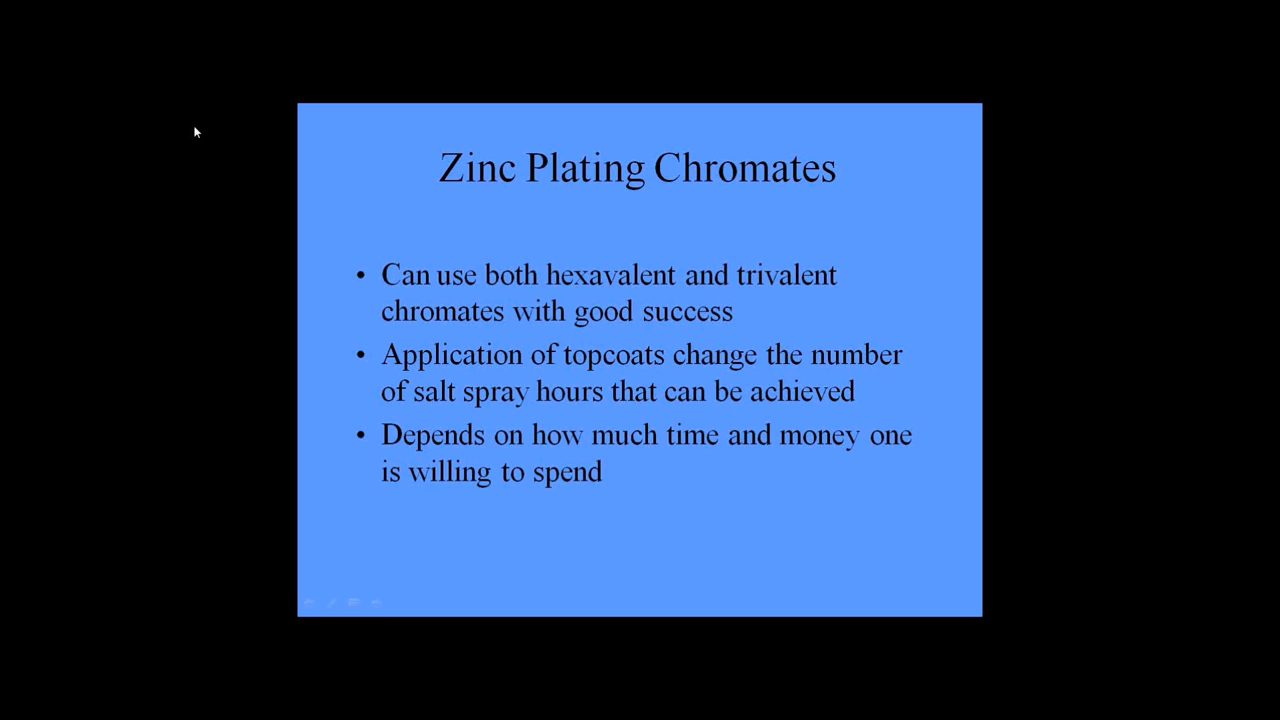 Zinc Plating Chromates
• Can use both hexavalent and trivalent
chromates with good success
• Application of topcoats change the number
of salt spray hours that can be achieved
• Depends on how much time and money one
is willing to spend